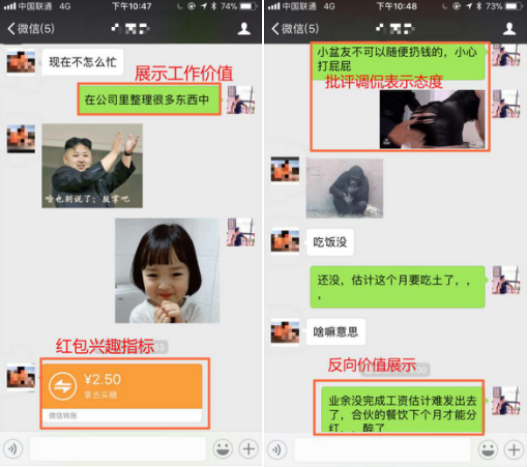 中国联通 4G
下午10:47
74%
微信(5)
现在不怎么忙
展示工作价值
在公司里整理很多东西中
啥也别说了；鼓掌吧
红包兴趣指标
¥2.50
拿去买糖
微信转账
中国联通 4G
下午10:48
73%
微信(5)
小盆友不可以随便扔钱的，小心
打屁屁
批评调侃表示态度
吃饭没
还没，估计这个月要吃土了，，
，
啥嘛意思
反向价值展示
业余没完成工资估计难发出去
了，合伙的餐饮下个月才能分
红，，醉了